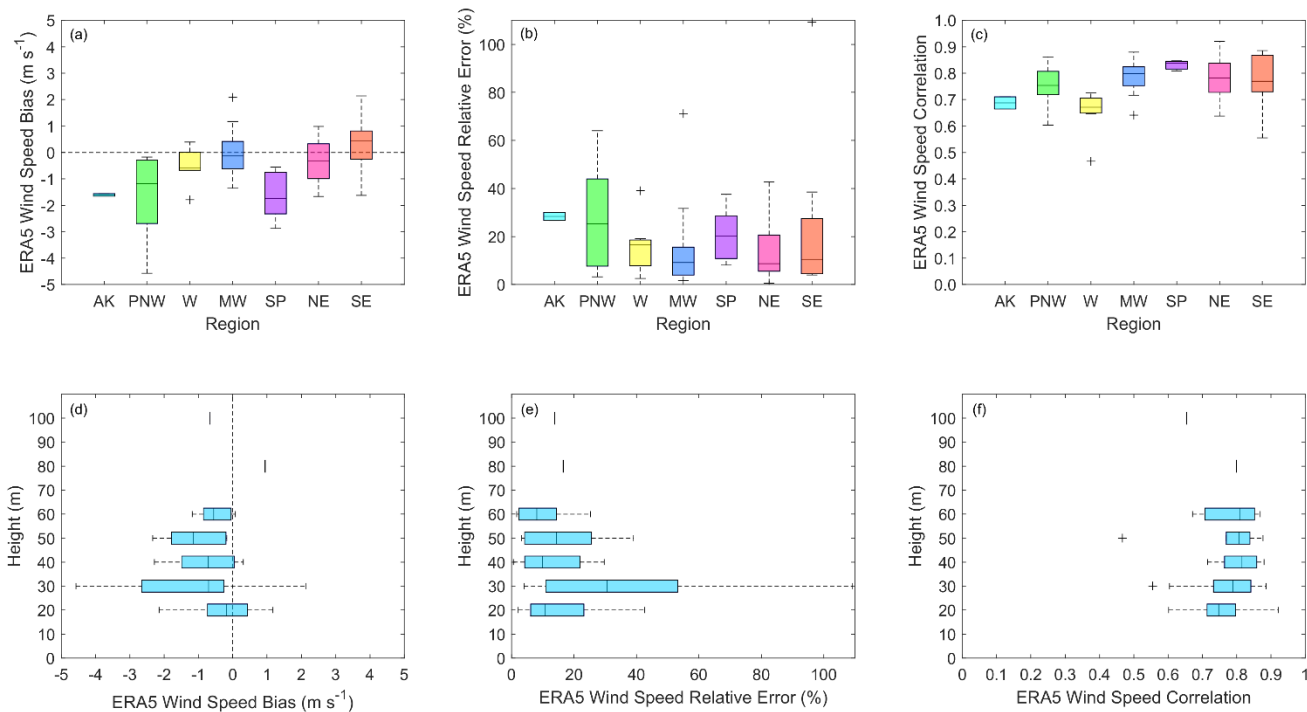 (a)
ERA5 Wind Speed Bias (m s⁻¹)
5
4
3
2
1
0
-1
-2
-3
-4
-5
AK PNW W MW SP NE SE
Region
(b)
ERA5 Wind Speed Relative Error (%)
100
80
60
40
20
0
AK PNW W MW SP NE SE
Region
(c)
ERA5 Wind Speed Correlation
1.0
0.9
0.8
0.7
0.6
0.5
0.4
0.3
0.2
0.1
0.0
AK PNW W MW SP NE SE
Region
(d)
Height (m)
100
90
80
70
60
50
40
30
20
10
0
-5 -4 -3 -2 -1 0 1 2 3 4 5
ERA5 Wind Speed Bias (m s⁻¹)
(e)
Height (m)
100
90
80
70
60
50
40
30
20
10
0
0 20 40 60 80 100
ERA5 Wind Speed Relative Error (%)
(f)
Height (m)
100
90
80
70
60
50
40
30
20
10
0
0 0.1 0.2 0.3 0.4 0.5 0.6 0.7 0.8 0.9 1
ERA5 Wind Speed Correlation